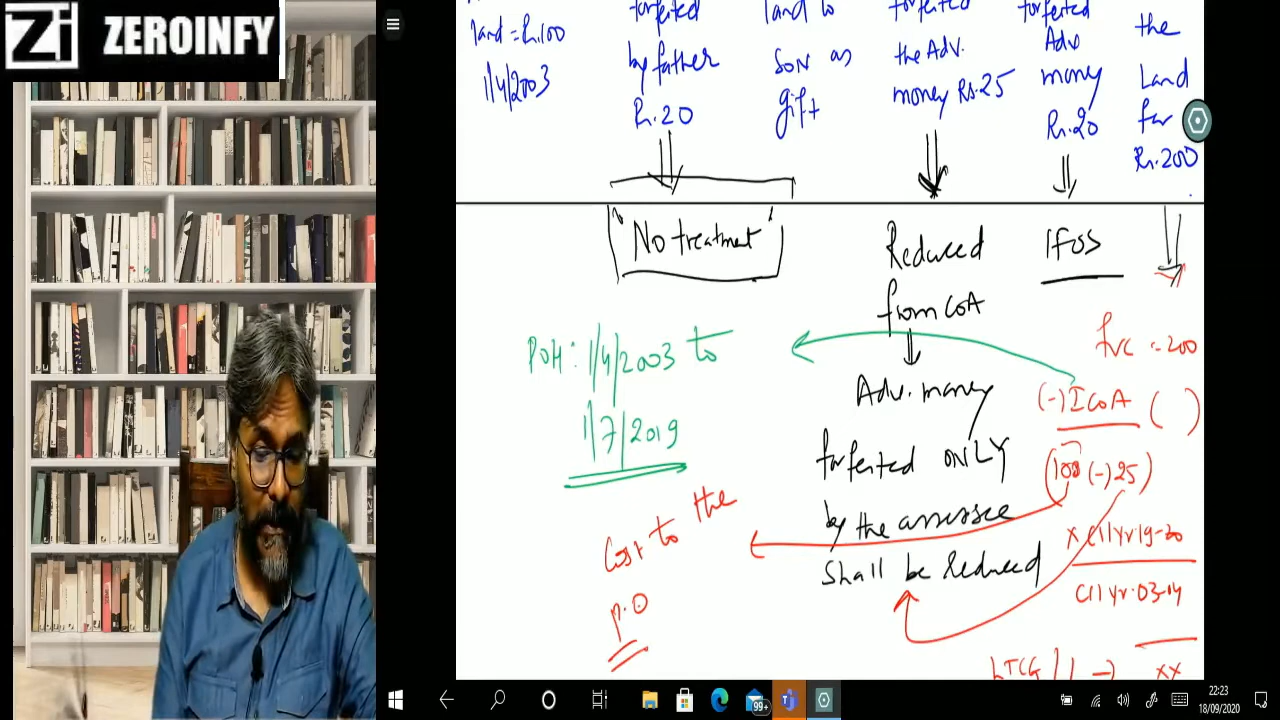 Zi ZEROINFY
land = Rs.100
1/4/2003
forfeited
by father
Rs.20
land to
SON as
gift
forfeited
the Adv.
money Rs.25
forfeited
Adv
money
Rs.20
the
Land
for
Rs.200
"No treatment"
Reduced
from COA
Adv. money
forfeited ONLY
by the assessee
shall be Reduced
IFOS
POH: 1/4/2003 to
1/7/2019
Cost to the
P.O
fvc = 200
(-) ICOA ( )
(100 (-) 25)
x CII yr 19-20
CII yr. 03-04
LTCG
xx
99+
22:23
18/09/2020